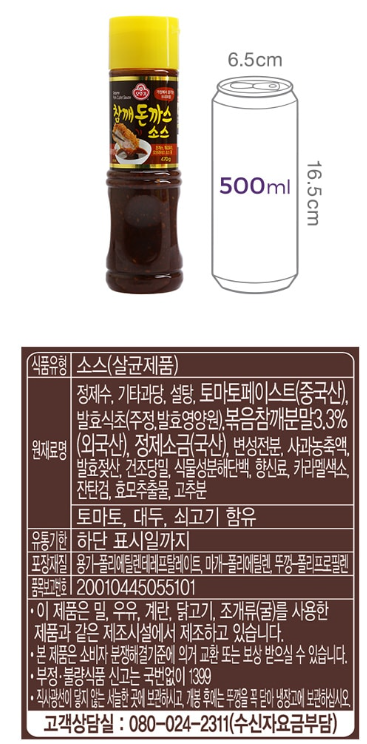 6.5cm
오뚜기
참깨 돈까스
소스
470g
500ml
16.5cm
식품유형 소스(살균제품)
원재료명 정제수, 기타과당, 설탕, 토마토페이스트(중국산),
발효식초(주정,발효영양원),볶음참깨분말3.3%
(외국산), 정제소금(국산), 변성전분, 사과농축액,
발효젖산, 건조당밀, 식물성분해단백, 향신료, 카라멜색소,
잔탄검, 효모추출물, 고추분
토마토, 대두, 쇠고기 함유
유통기한 하단 표시일까지
포장재질 용기-폴리에틸렌테레프탈레이트, 마개-폴리에틸렌, 뚜껑-폴리프로필렌
품목보고번호 20010445055101
• 이 제품은 밀, 우유, 계란, 닭고기, 조개류(굴)를 사용한
제품과 같은 제조시설에서 제조하고 있습니다.
• 본 제품은 소비자 분쟁해결기준에 의거 교환 또는 보상 받으실 수 있습니다.
• 부정·불량식품 신고는 국번없이 1399
• 직사광선이 닿지 않는 서늘한 곳에 보관하시고, 개봉 후에는 뚜껑을 꼭 닫아 냉장고에 보관하십시오.
고객상담실 : 080-024-2311(수신자요금부담)